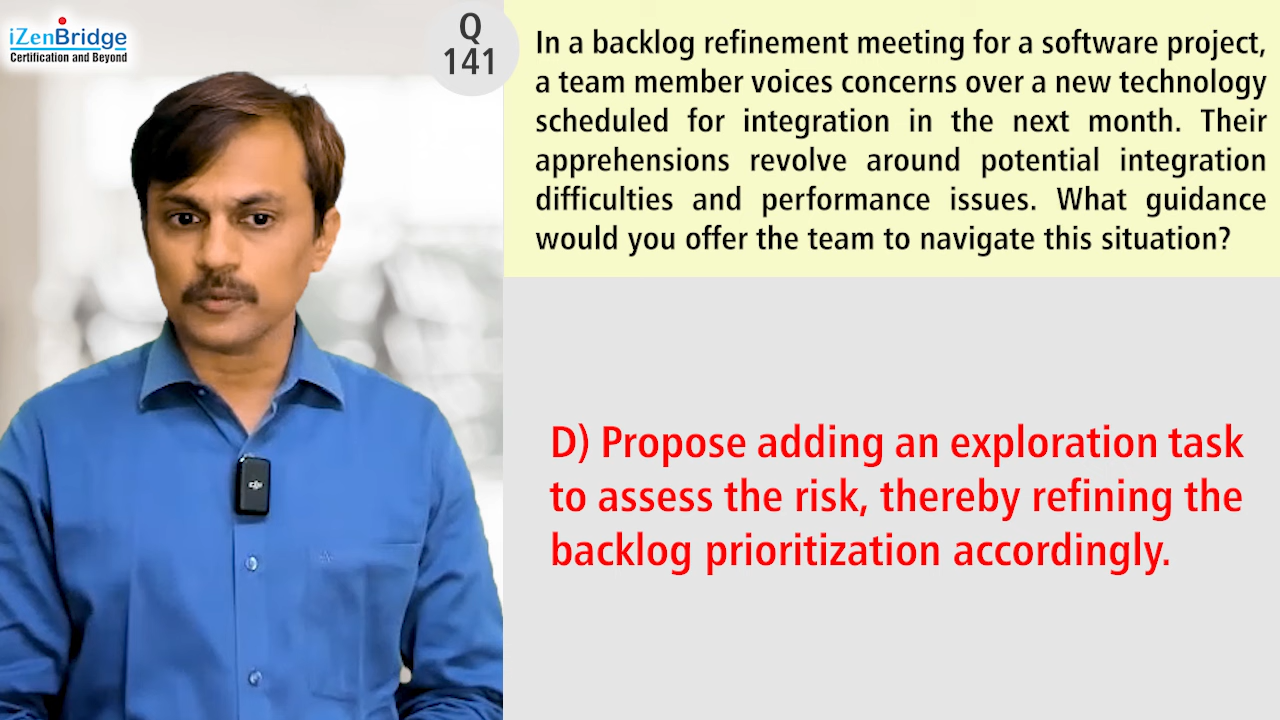 iZenBridge
Certification and Beyond
Q
141
In a backlog refinement meeting for a software project,
a team member voices concerns over a new technology
scheduled for integration in the next month. Their
apprehensions revolve around potential integration
difficulties and performance issues. What guidance
would you offer the team to navigate this situation?
D) Propose adding an exploration task
to assess the risk, thereby refining the
backlog prioritization accordingly.
dji